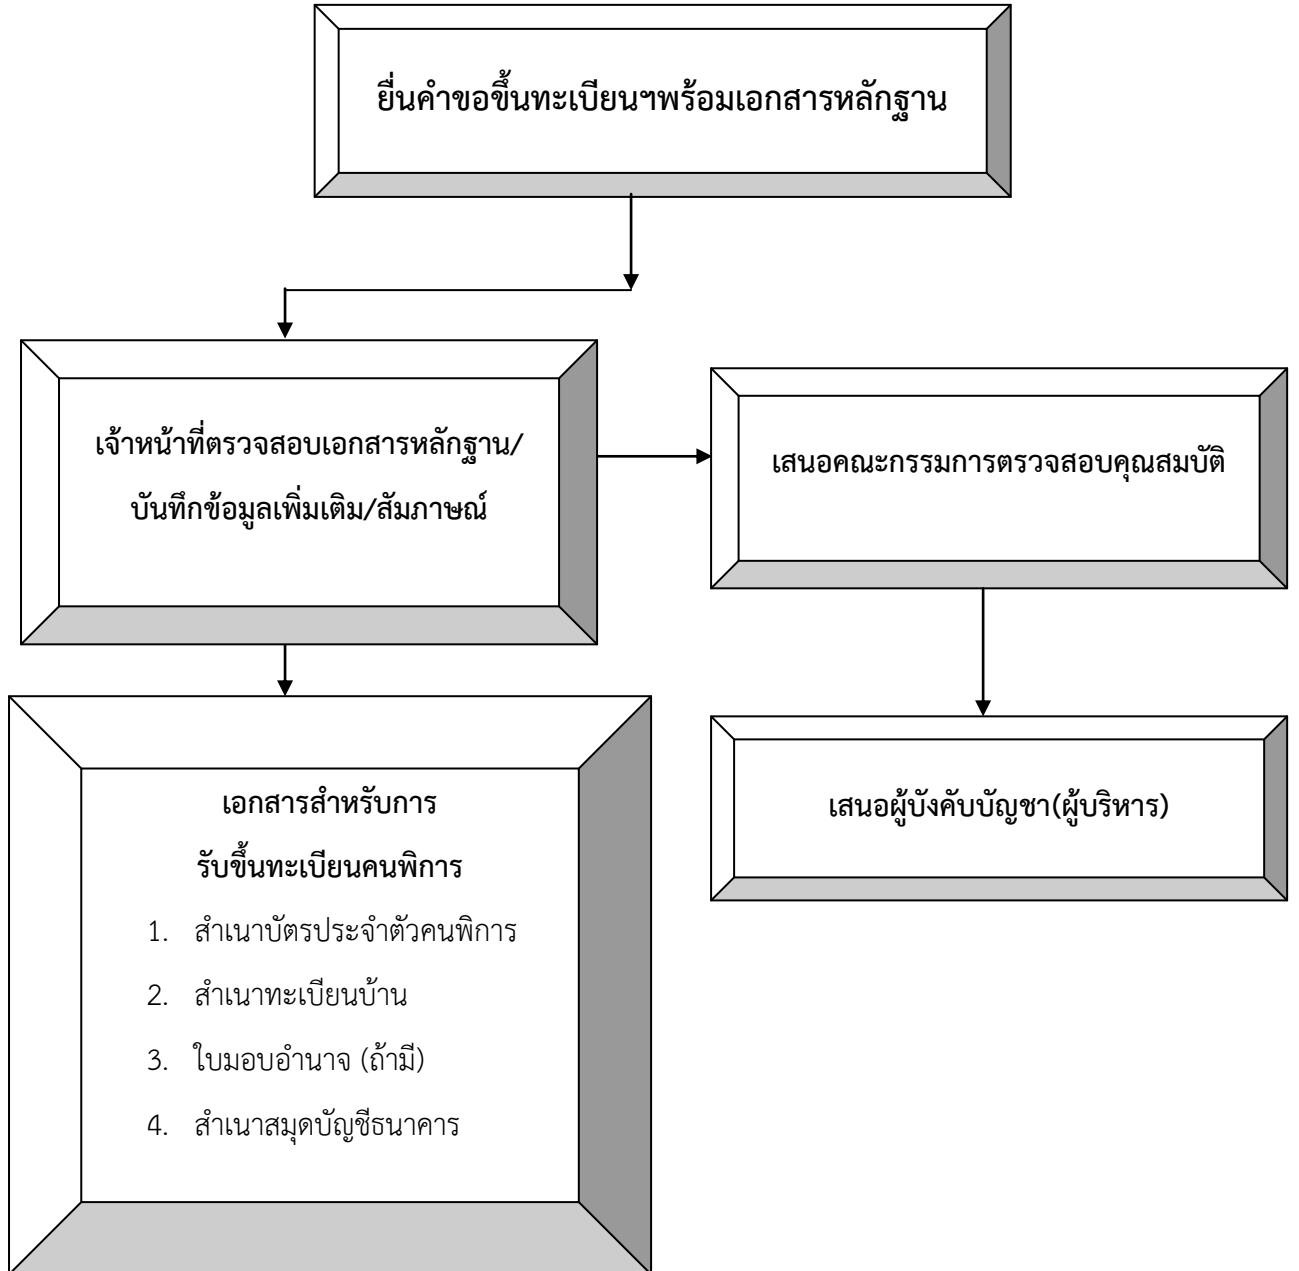 ยื่นคำขอขึ้นทะเบียนฯพร้อมเอกสารหลักฐาน
เจ้าหน้าที่ตรวจสอบเอกสารหลักฐาน/
บันทึกข้อมูลเพิ่มเติม/สัมภาษณ์
เสนอคณะกรรมการตรวจสอบคุณสมบัติ
เสนอผู้บังคับบัญชา(ผู้บริหาร)
เอกสารสำหรับการ
รับขึ้นทะเบียนคนพิการ
1. สำเนาบัตรประจำตัวคนพิการ
2. สำเนาทะเบียนบ้าน
3. ใบมอบอำนาจ (ถ้ามี)
4. สำเนาสมุดบัญชีธนาคาร